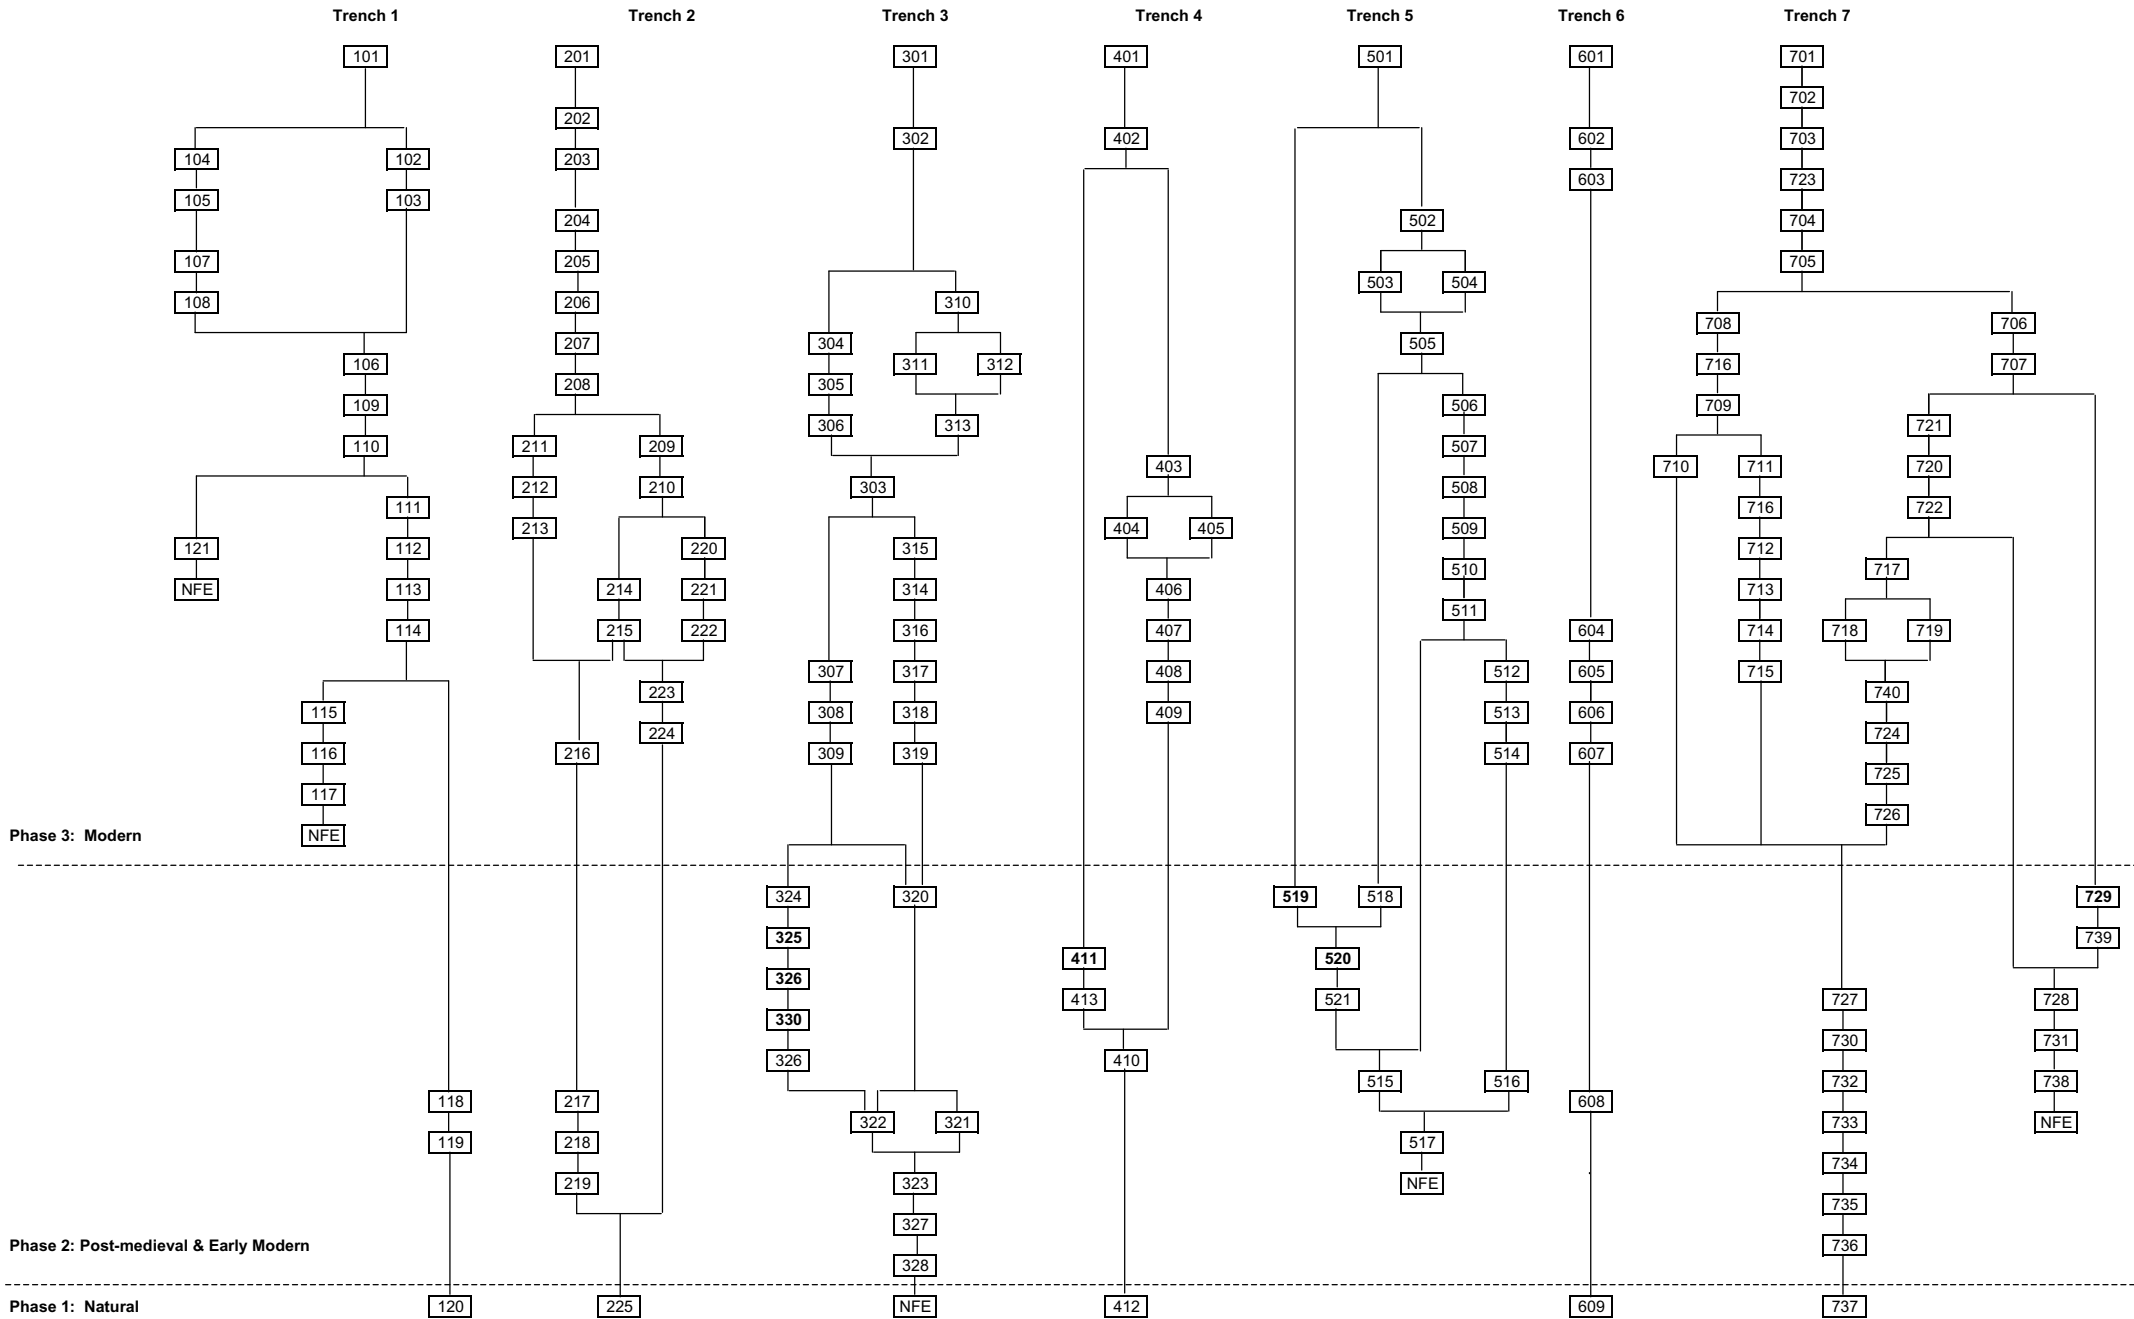 Trench 1 Trench 2 Trench 3 Trench 4 Trench 5 Trench 6 Trench 7
101 201 301 401 501 601 701
702
202
302 402 602 703
104 102 203
603 723
105 103
204 502 704
107 205 705
503 504
108 206 310
708 706
304 207 505
106 311 312 716 707
305 208
109 506 709
306 313 721
110 211 209 507
403 710 711 720
212 210 303 508
111 716 722
213 404 405 509
121 112 220 315 712
510 717
NFE 113 214 221 314 406 713
511
114 215 222 316 407 604 714 718 719
307 317 408 512 605 715
223 740
115 308 318 409 513 606
224 724
116 216 309 319 514 607
725
117
726
Phase 3: Modern NFE
324 320 519 518 729
325 739
411 520
326
413 521 727 728
330
730 731
326 410
515 516 732 738
118 217 608
322 321 733 NFE
119 218 517
734
219 323 NFE
735
327
Phase 2: Post-medieval & Early Modern 736
328
Phase 1: Natural 120 225 NFE 412 609 737